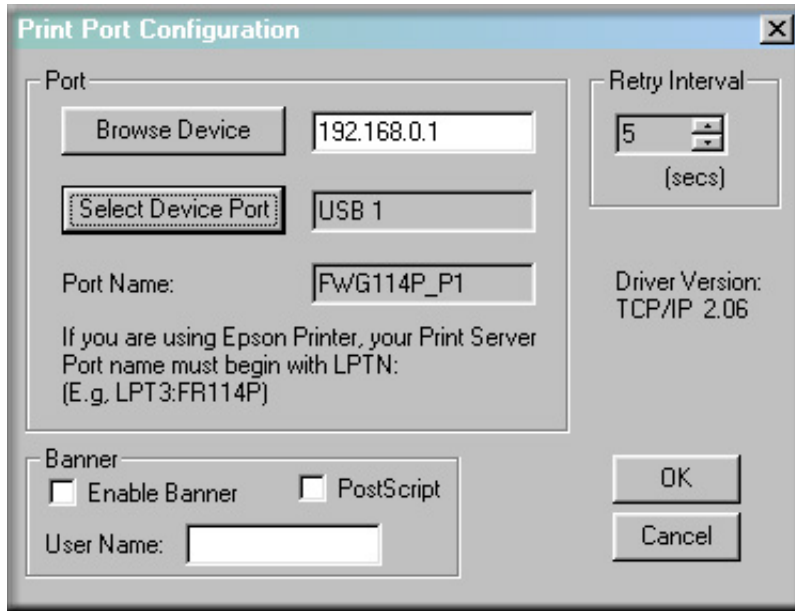 Print Port Configuration
Port
Browse Device
192.168.0.1
Select Device Port
USB 1
Port Name:
FWG114P_P1
If you are using Epson Printer, your Print Server
Port name must begin with LPTN:
(E.g, LPT3:FR114P)
Retry Interval
5
(secs)
Driver Version:
TCP/IP 2.06
Banner
Enable Banner
PostScript
User Name:
OK
Cancel